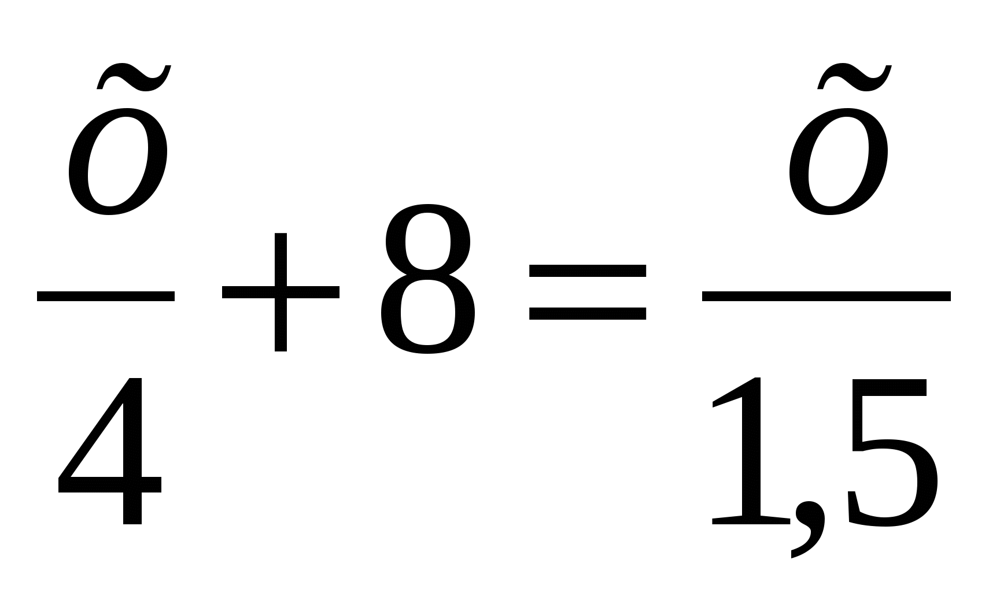 õ/4 + 8 = õ/1,5